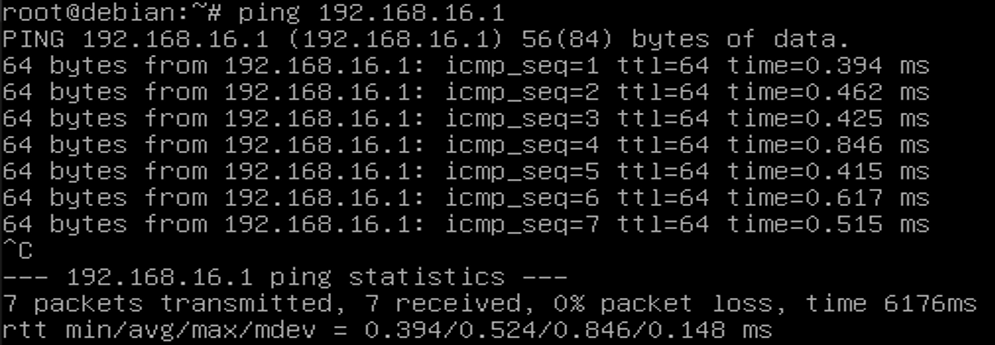 root@debian:~# ping 192.168.16.1
PING 192.168.16.1 (192.168.16.1) 56(84) bytes of data.
64 bytes from 192.168.16.1: icmp_seq=1 ttl=64 time=0.394 ms
64 bytes from 192.168.16.1: icmp_seq=2 ttl=64 time=0.462 ms
64 bytes from 192.168.16.1: icmp_seq=3 ttl=64 time=0.425 ms
64 bytes from 192.168.16.1: icmp_seq=4 ttl=64 time=0.846 ms
64 bytes from 192.168.16.1: icmp_seq=5 ttl=64 time=0.415 ms
64 bytes from 192.168.16.1: icmp_seq=6 ttl=64 time=0.617 ms
64 bytes from 192.168.16.1: icmp_seq=7 ttl=64 time=0.515 ms
^C
--- 192.168.16.1 ping statistics ---
7 packets transmitted, 7 received, 0% packet loss, time 6176ms
rtt min/avg/max/mdev = 0.394/0.524/0.846/0.148 ms